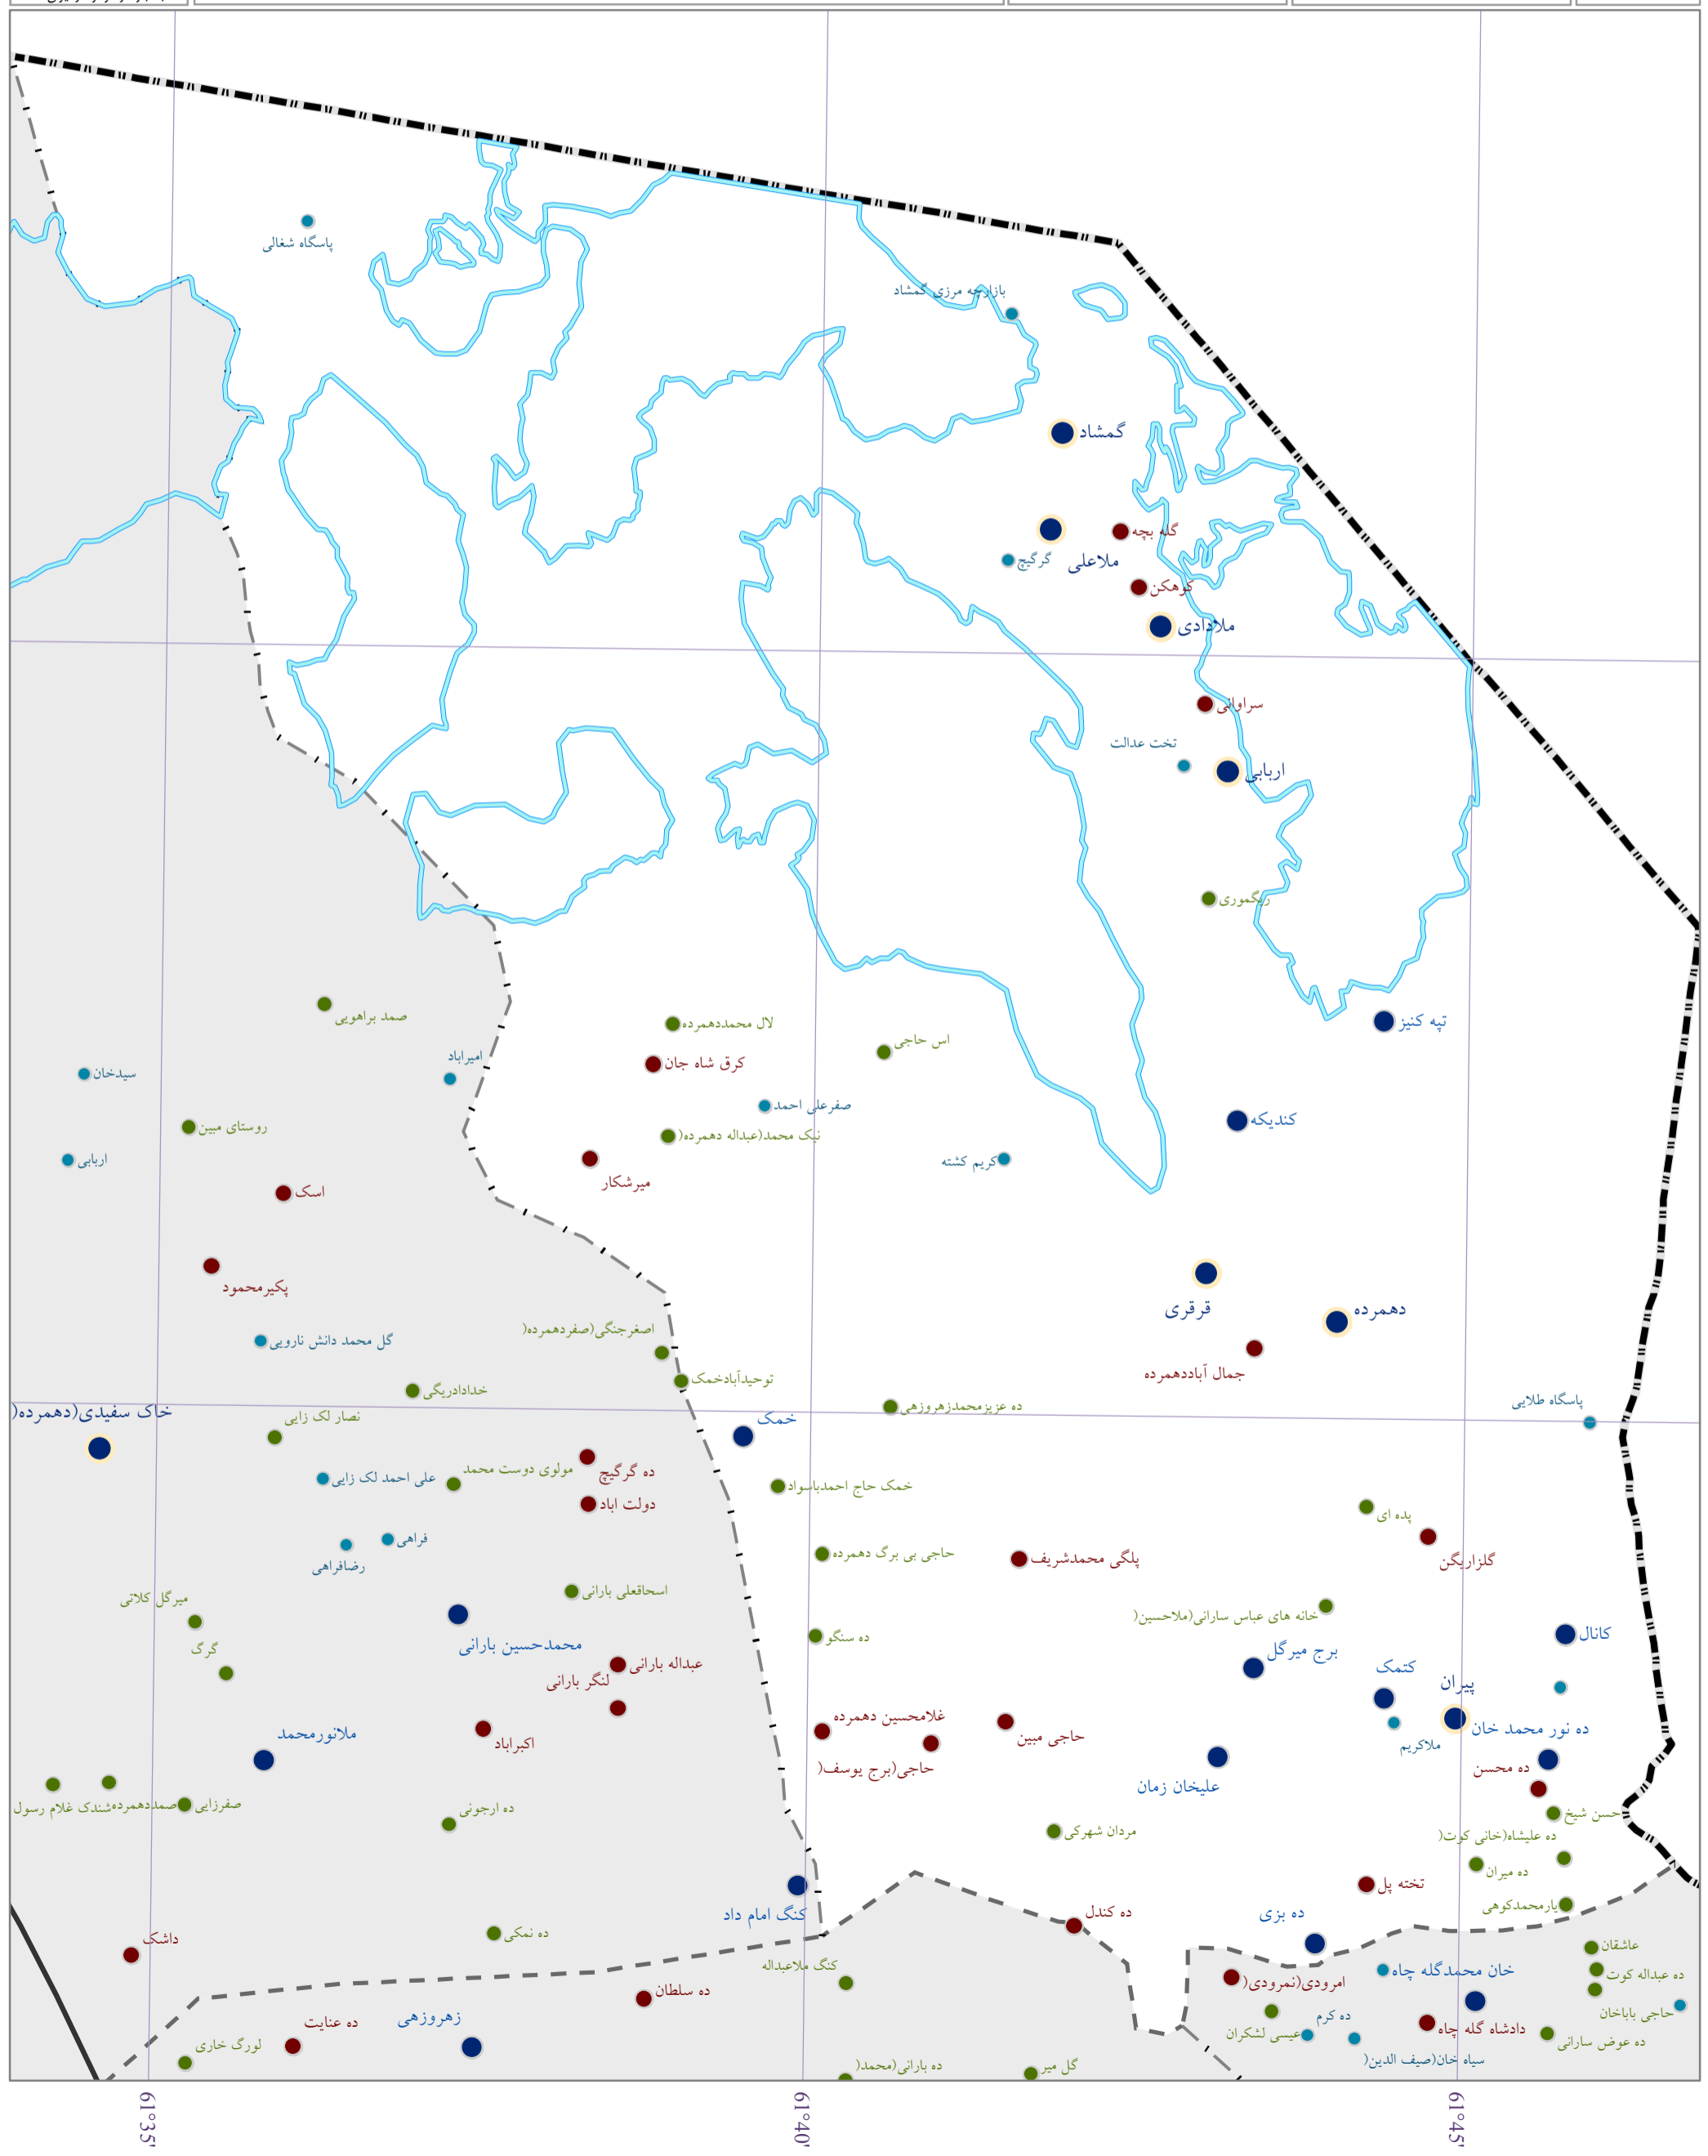 پاسگاه شغالی
بازارچه مرزی گمشاد
گمشاد
گله بچه
گرگیچ
ملاعلی
کوهکن
ملادادی
سراوانی
تخت عدالت
اربابی
ریگموری
صمد براهویی
لال محمددهمرده
تپه کنیز
اس حاجی
امیراباد
کرق شاه جان
سیدخان
صفرعلی احمد
کندیکه
روستای مبین
نیک محمد(عبداله دهمرده(
اربابی
کریم کشته
میرشکار
اسک
پکیرمحمود
قرقری
دهمرده
اصغرجنگی(صفردهمرده(
گل محمد دانش نارویی
جمال آباددهمرده
توحیدآبادخمک
خدادادریگی
پاسگاه طلایی
ده عزیزمحمدزهروزهی
خاک سفیدی(دهمرده(
نصار لک زایی
خمک
مولوی دوست محمد
ده گرگیچ
علی احمد لک زایی
خمک حاج احمدباسواد
دولت اباد
پده ای
فراهی
رضافراهی
حاجی بی برگ دهمرده
پلگی محمدشریف
گلزاریگن
اسحاقعلی بارانی
میرگل کلاتی
خانه های عباس سارانی(ملاحسین(
محمدحسین بارانی
ده سنگو
کانال
گرگ
برج میرگل
عبداله بارانی
کتمک
پیران
لنگر بارانی
غلامحسین دهمرده
ده نور محمد خان
ملانورمحمد
اکبراباد
حاجی مبین
ملاکریم
حاجی(برج یوسف(
ده محسن
علیخان زمان
شندک غلام رسول
صمددهمرده
صفرزایی
ده ارجونی
حسن شیخ
مردان شهرکی
ده علیشاه(خانی کوت(
ده میران
تخته پل
کنگ امام داد
ده کندل
ده بزی
یارمحمدکوهی
داشک
ده نمکی
عاشقان
کنگ ملاعبداله
خان محمدگله چاه
ده عبداله کوت
امرودی(نمرودی(
ده سلطان
حاجی باباخان
ده عنایت
زهروزهی
ده کرم
عیسی لشکران
دادشاه گله چاه
ده عوض سارانی
لورگ خاری
سیاه خان(صیف الدین(
ده بارانی(محمد(
گل میر
61°35'
61°40'
61°45'